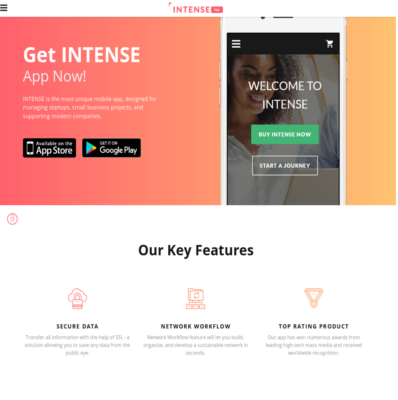 INTENSE App
Get INTENSE
App Now!
INTENSE is the most unique mobile app, designed for
managing startups, small business projects, and
supporting modern companies.
Available on the
App Store
GET IT ON
Google Play
WELCOME TO
INTENSE
BUY INTENSE NOW
START A JOURNEY
Our Key Features
SECURE DATA
Transfer all information with the help of SSL - a
solution allowing you to save any data from the
public eye.
NETWORK WORKFLOW
Network Workflow feature will let you build,
organize, and develop a sustainable network in
seconds.
TOP RATING PRODUCT
Our app has won numerous awards from
leading high-tech mass media and received
worldwide recognition.